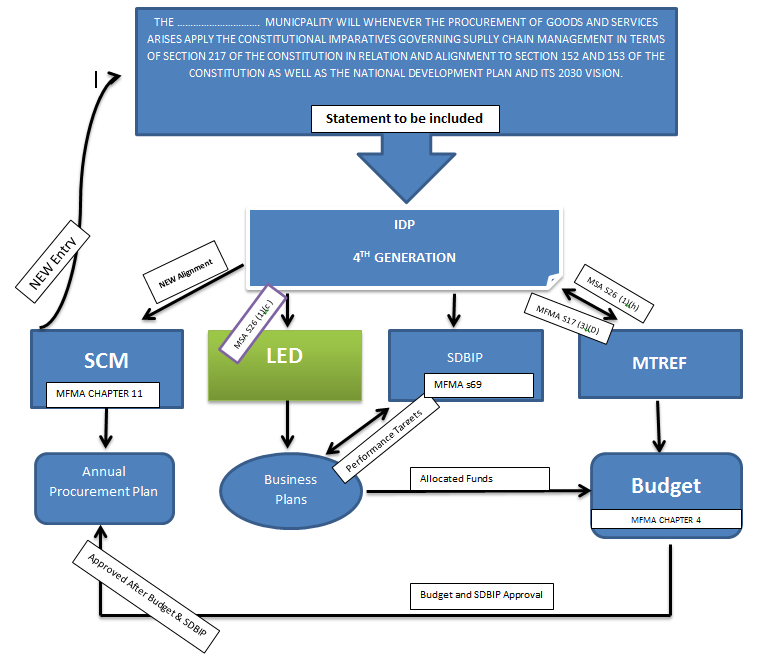 THE …………………………… MUNICPALITY WILL WHENEVER THE PROCUREMENT OF GOODS AND SERVICES
ARISES APPLY THE CONSTITUTIONAL IMPARATIVES GOVERNING SUPLLY CHAIN MANAGEMENT IN TERMS
OF SECTION 217 OF THE CONSTITUTION IN RELATION AND ALIGNMENT TO SECTION 152 AND 153 OF THE
CONSTITUTION AS WELL AS THE NATIONAL DEVELOPMENT PLAN AND ITS 2030 VISION.
Statement to be included
IDP
4TH GENERATION
NEW Entry
NEW Alignment
MSA S26 (1)(c)
MSA S26 (1)(h)
MFMA S17 (3)(D)
SCM
MFMA CHAPTER 11
LED
SDBIP
MFMA s69
MTREF
Performance Targets
Annual
Procurement Plan
Business
Plans
Allocated Funds
Budget
MFMA CHAPTER 4
Approved After Budget & SDBIP
Budget and SDBIP Approval